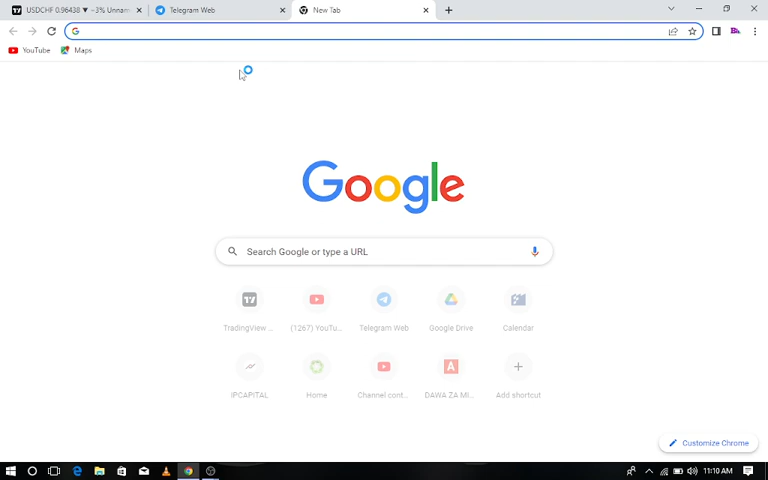 USDCHF 0.96438 ▼ −3% Unnam
Telegram Web
New Tab
YouTube
Maps
Google
Search Google or type a URL
TradingView ...
(1267) YouTu...
Telegram Web
Google Drive
Calendar
IPCAPITAL
Home
Channel cont...
DAWA ZA MI...
Add shortcut
Customize Chrome
11:10 AM